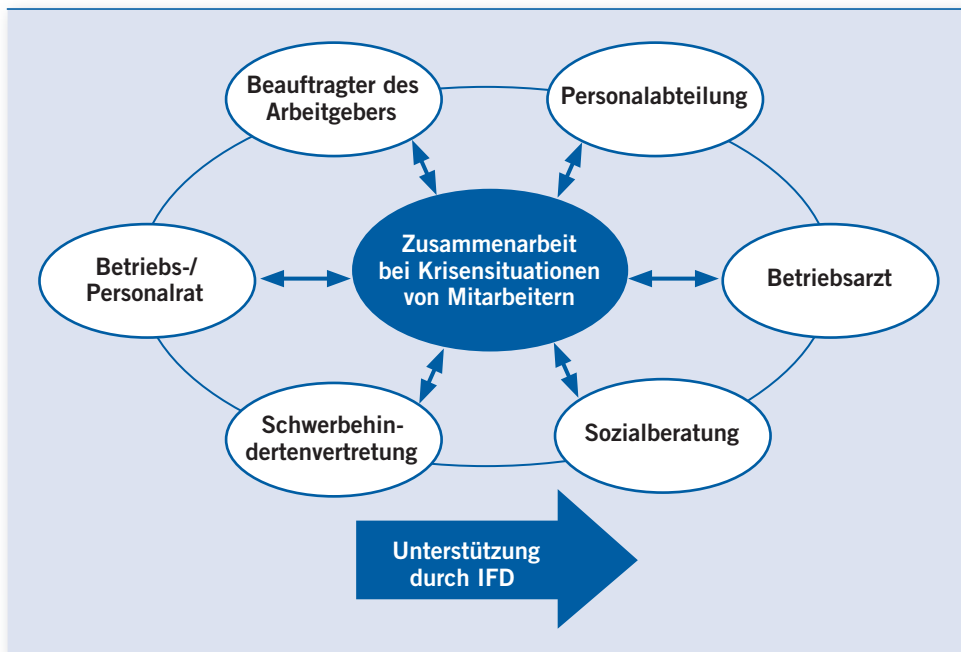 Beauftragter des
Arbeitgebers
Personalabteilung
Zusammenarbeit
bei Krisensituationen
von Mitarbeitern
Betriebs-/
Personalrat
Betriebsarzt
Schwerbehin-
dertenvertretung
Sozialberatung
Unterstützung
durch IFD